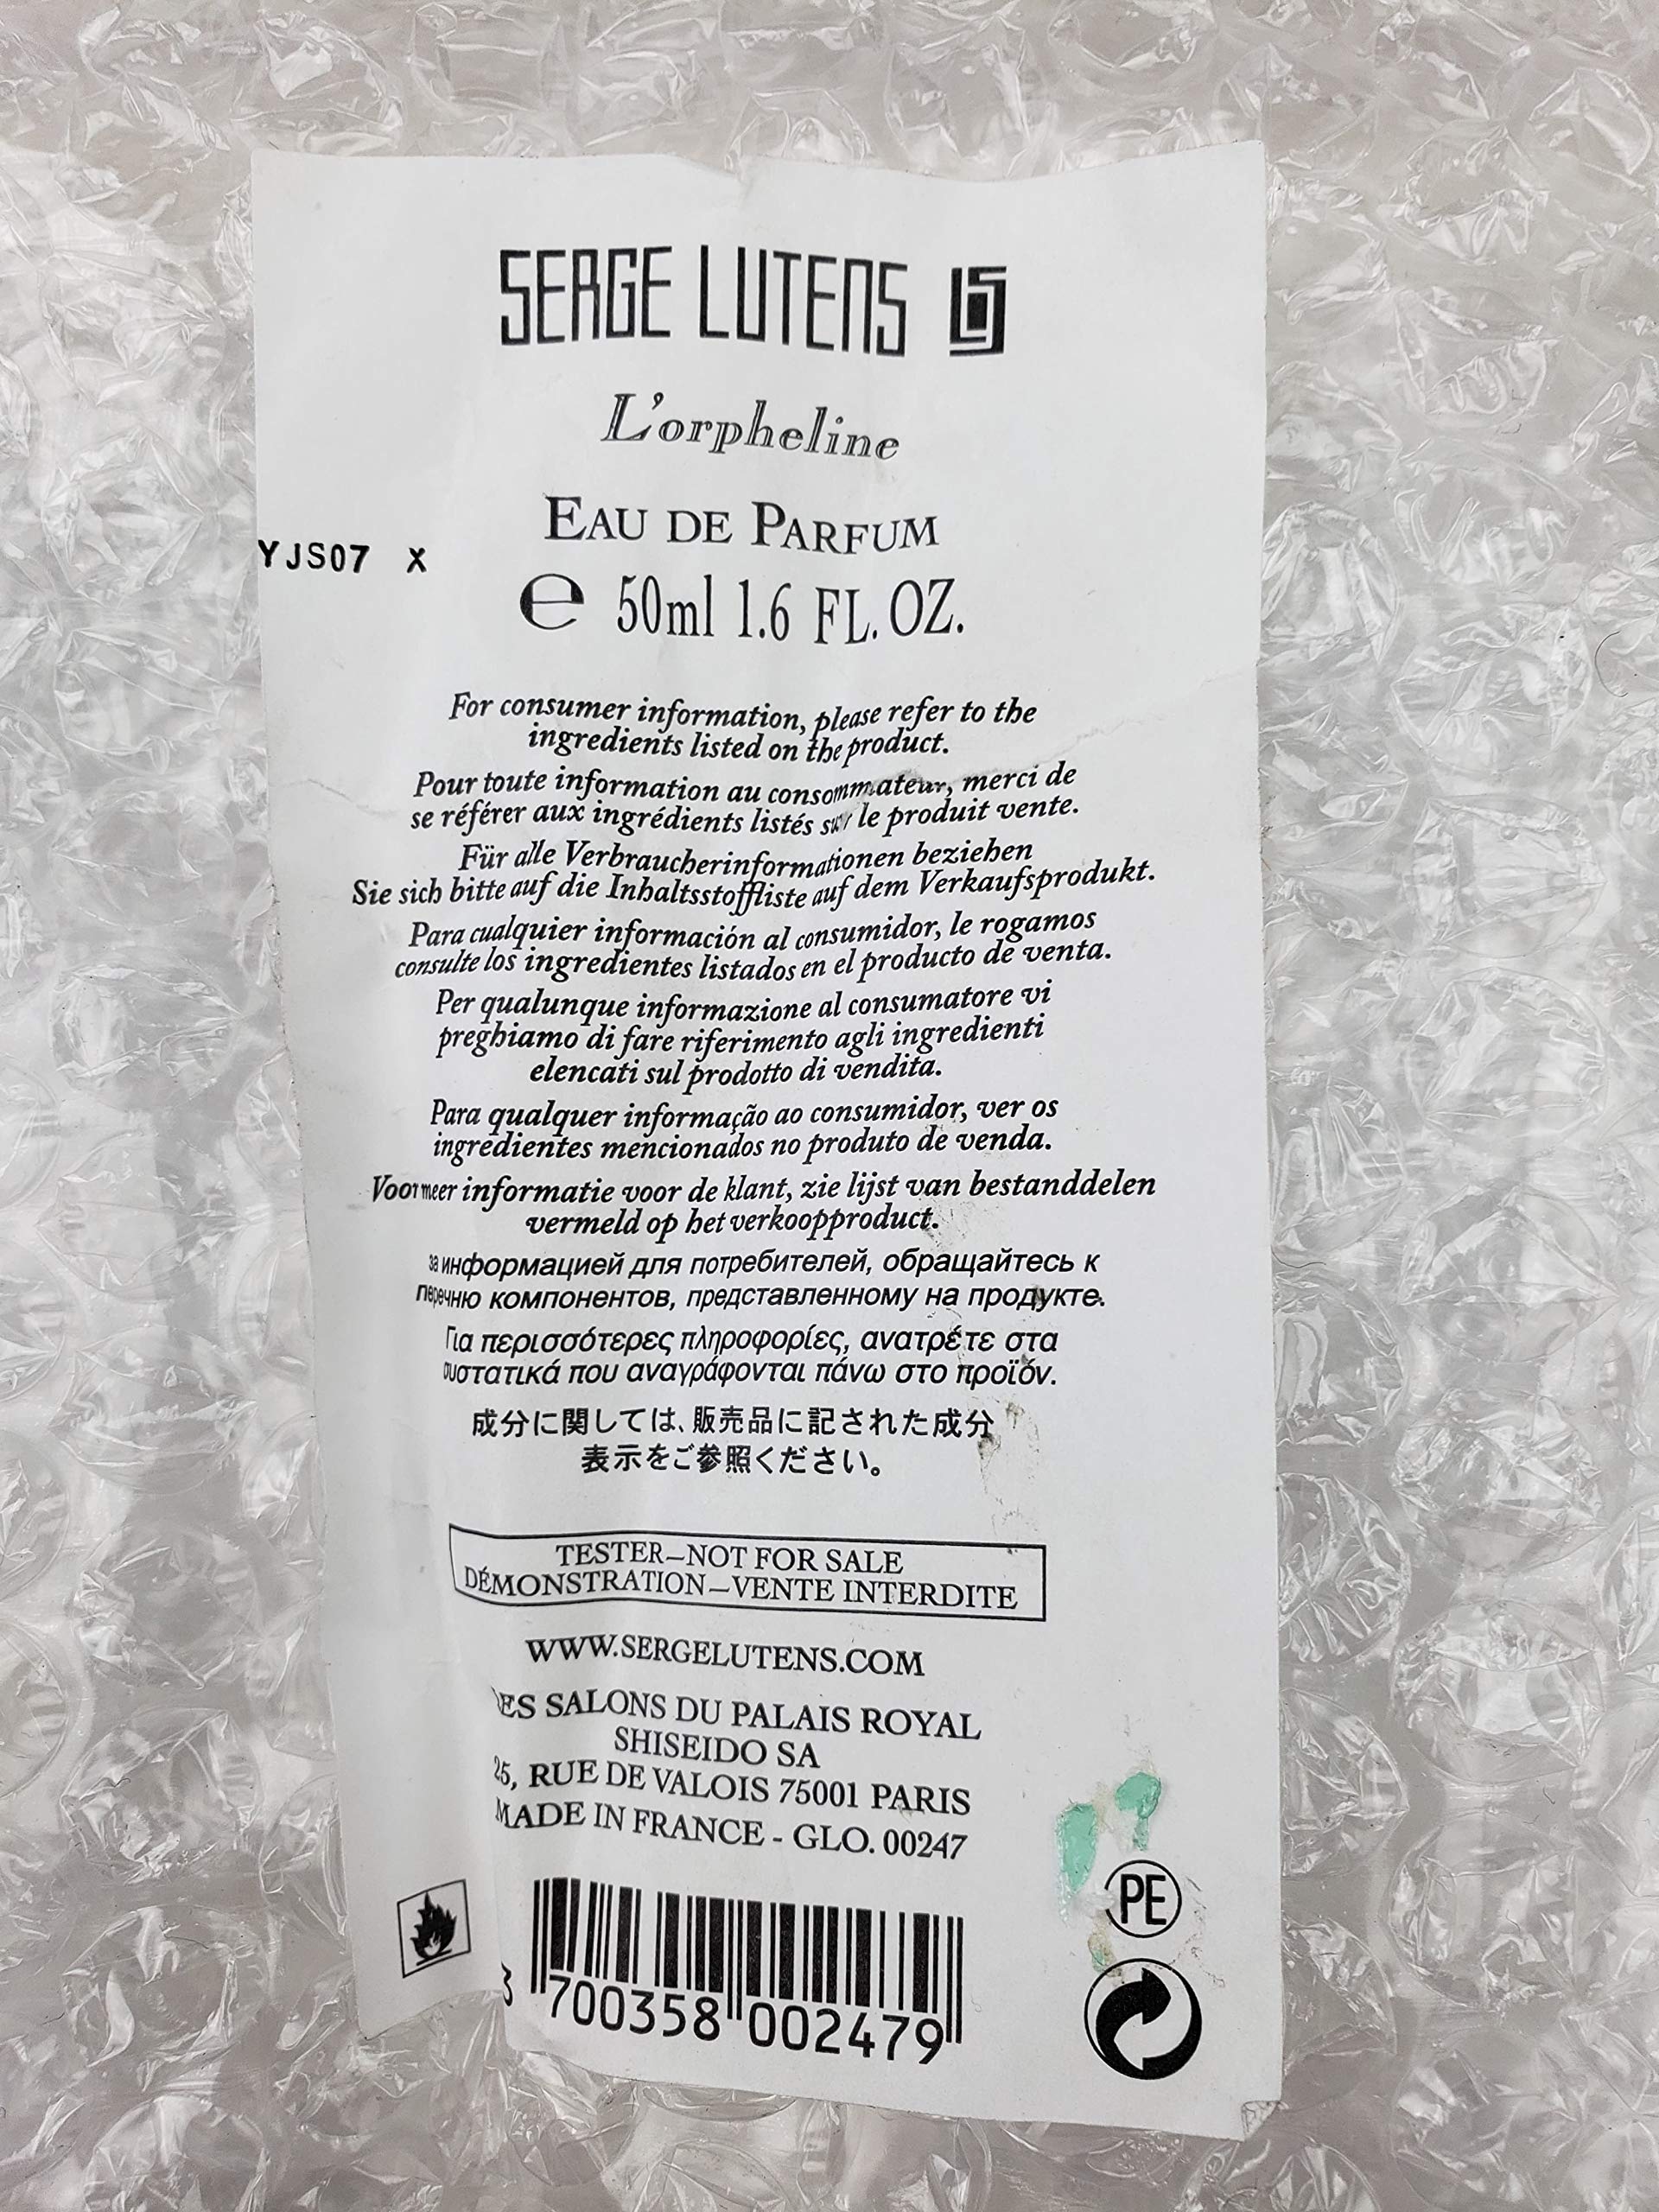 SERGE LUTENS
L'orpheline
EAU DE PARFUM
YJS07 X
℮ 50ml 1.6 FL. OZ.
For consumer information, please refer to the
ingredients listed on the product.
Pour toute information au consommateur, merci de
se référer aux ingrédients listés sur le produit vente.
Für alle Verbraucherinformationen beziehen
Sie sich bitte auf die Inhaltsstoffliste auf dem Verkaufsprodukt.
Para cualquier información al consumidor, le rogamos
consulte los ingredientes listados en el producto de venta.
Per qualunque informazione al consumatore vi
preghiamo di fare riferimento agli ingredienti
elencati sul prodotto di vendita.
Para qualquer informação ao consumidor, ver os
ingredientes mencionados no produto de venda.
Voor meer informatie voor de klant, zie lijst van bestanddelen
vermeld op het verkoopproduct.
за информацией для потребителей, обращайтесь к
перечню компонентов, представленному на продукте.
Για περισσότερες πληροφορίες, ανατρέτε στα
συστατικά που αναγράφονται πάνω στο προϊόν.
成分に関しては、販売品に記された成分
表示をご参照ください。
TESTER–NOT FOR SALE
DÉMONSTRATION–VENTE INTERDITE
WWW.SERGELUTENS.COM
LES SALONS DU PALAIS ROYAL
SHISEIDO SA
25, RUE DE VALOIS 75001 PARIS
MADE IN FRANCE - GLO. 00247
PE
3 700358 002479